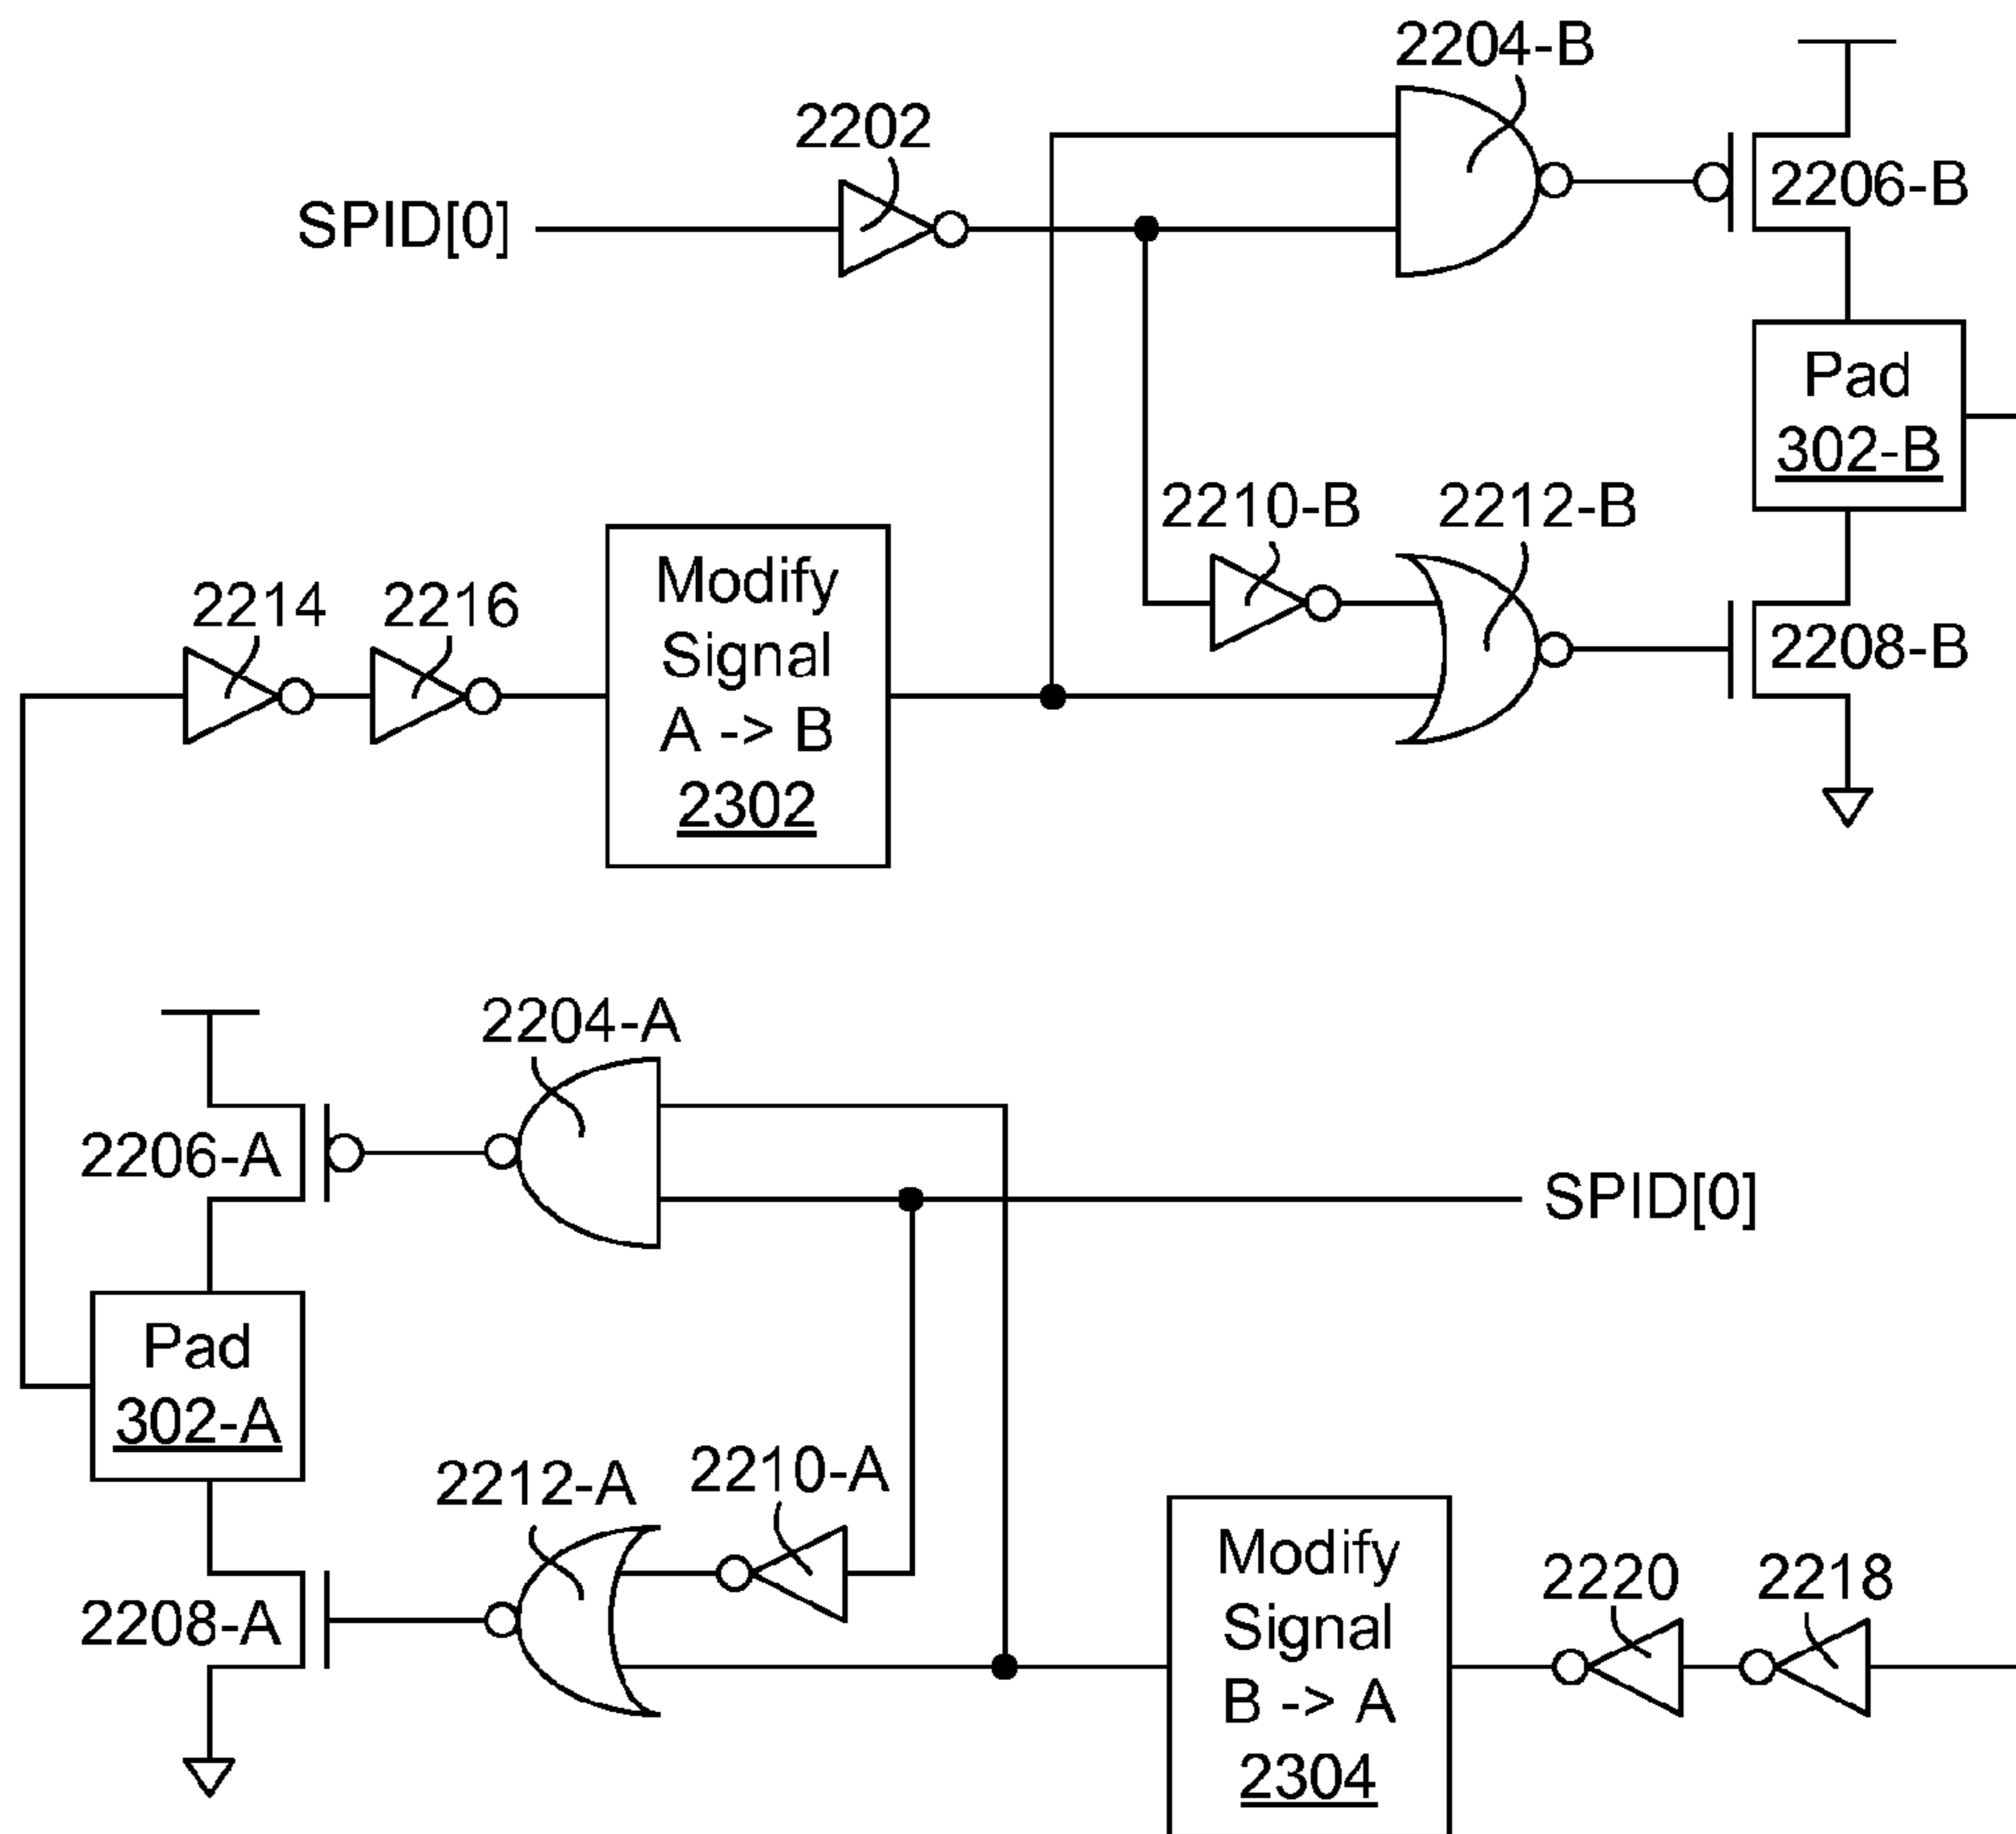 2204-B
2202
SPID[0]
2206-B
Pad
302-B
2210-B
2212-B
2214
2216
Modify
Signal
A -> B
2302
2208-B
2204-A
2206-A
SPID[0]
Pad
302-A
2212-A
2210-A
2208-A
Modify
Signal
B -> A
2304
2220
2218